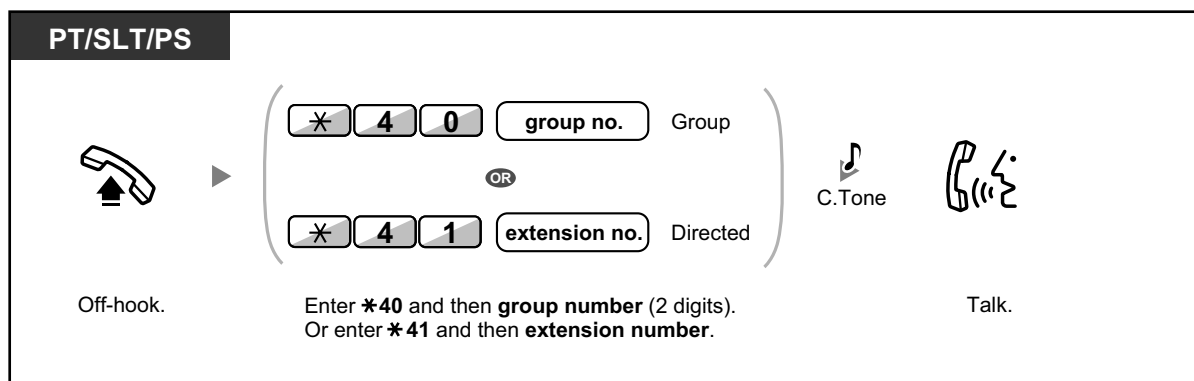 PT/SLT/PS
* 4 0 group no. Group
OR
C.Tone
* 4 1 extension no. Directed
Off-hook.
Enter *40 and then group number (2 digits).
Or enter *41 and then extension number.
Talk.